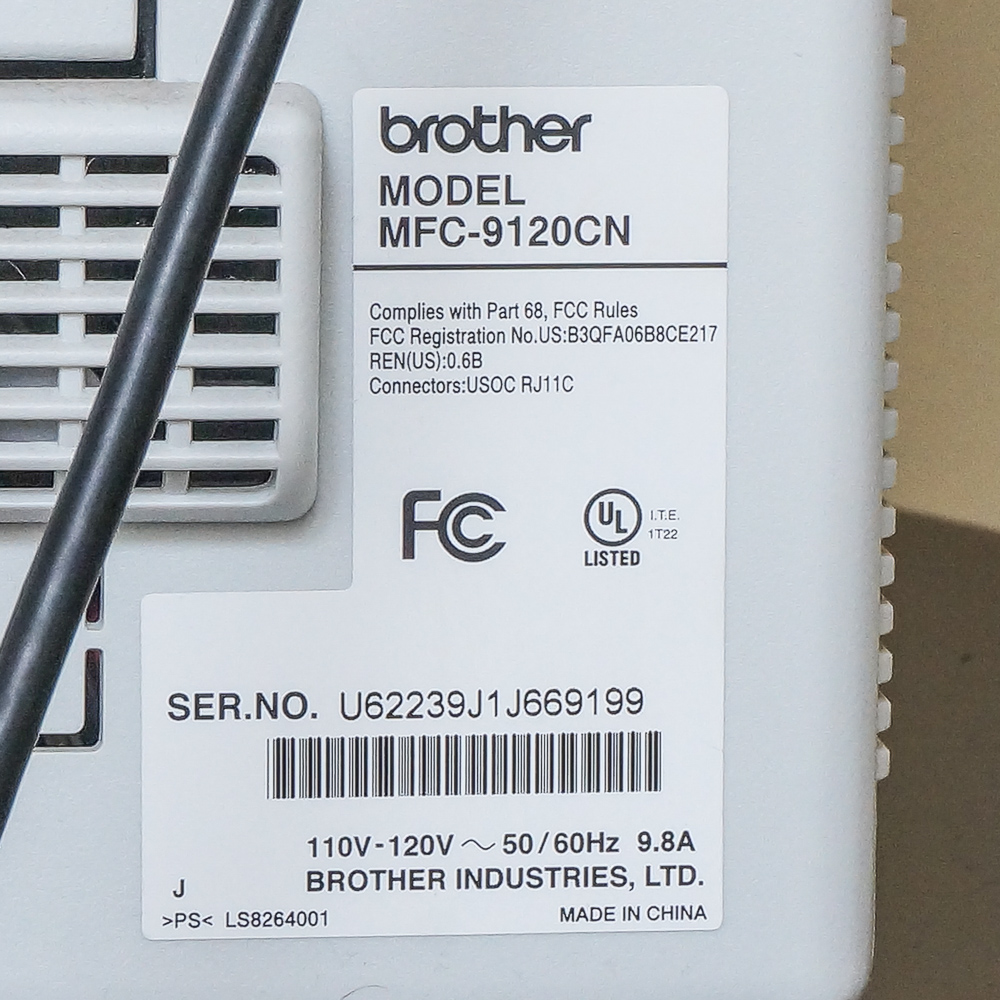 brother
MODEL
MFC-9120CN
Complies with Part 68, FCC Rules
FCC Registration No.US:B3QFA06B8CE217
REN(US):0.6B
Connectors:USOC RJ11C
FC
UL
LISTED
I.T.E.
1T22
SER.NO. U62239J1J669199
110V-120V ～ 50/60Hz 9.8A
BROTHER INDUSTRIES, LTD.
J
>PS< LS8264001
MADE IN CHINA